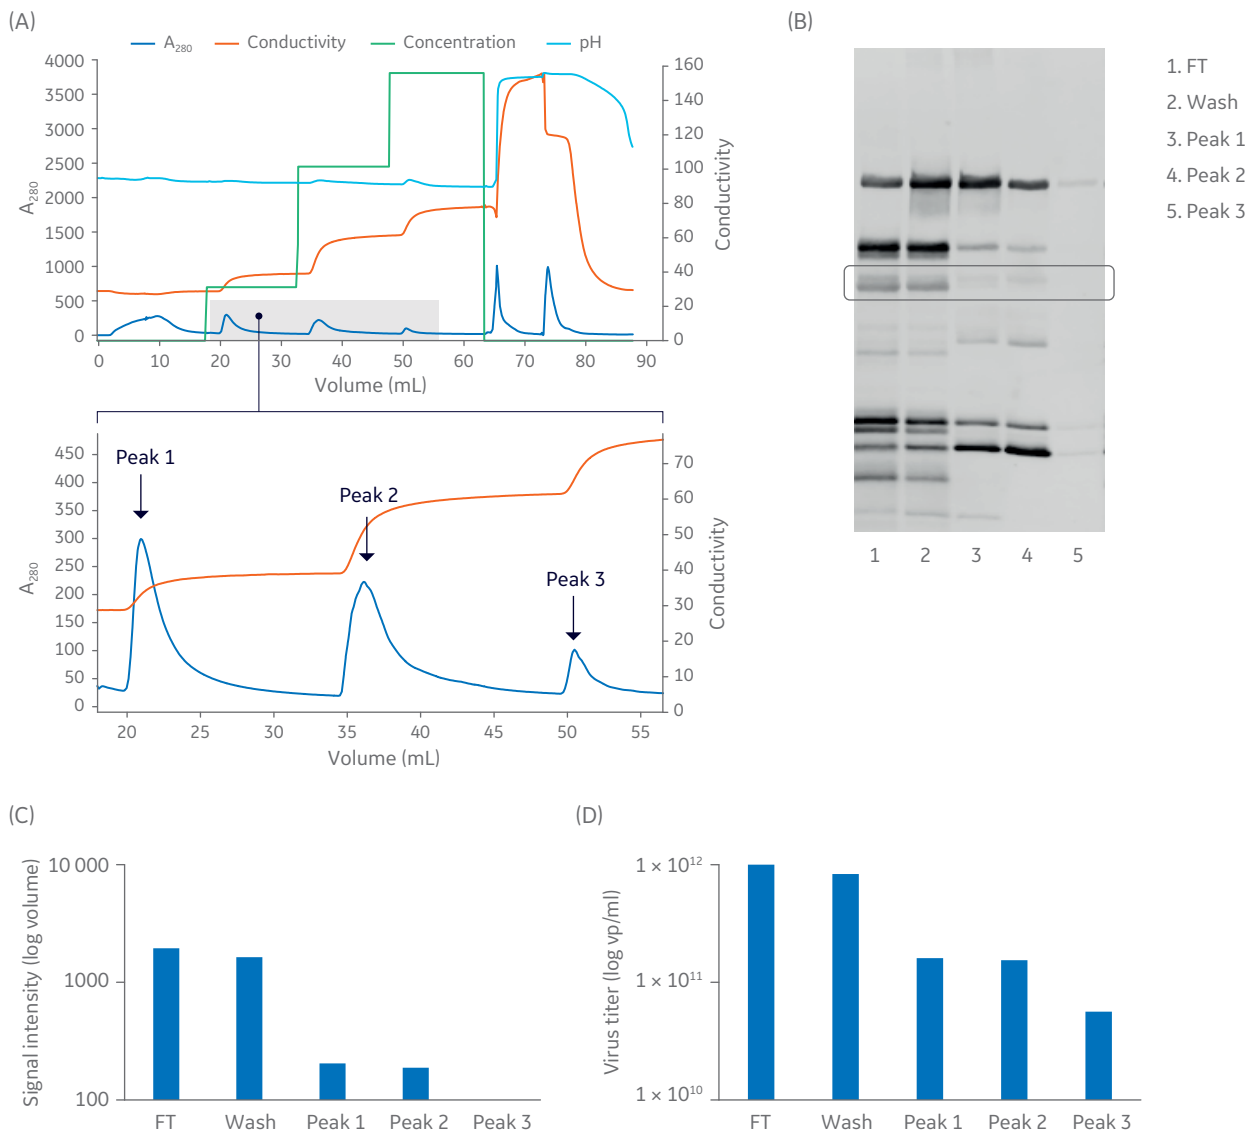 (A)
A₂₈₀ Conductivity Concentration pH
4000
3500
3000
2500
2000
1500
1000
500
0
A₂₈₀
160
140
120
100
80
60
40
20
0
Conductivity
0 10 20 30 40 50 60 70 80 90
Volume (mL)
450
400
350
300
250
200
150
100
50
0
A₂₈₀
Peak 1
Peak 2
Peak 3
70
60
50
40
30
20
10
0
Conductivity
20 25 30 35 40 45 50 55
Volume (mL)
(B)
1. FT
2. Wash
3. Peak 1
4. Peak 2
5. Peak 3
1 2 3 4 5
(C)
Signal intensity (log volume)
10 000
1000
100
FT Wash Peak 1 Peak 2 Peak 3
(D)
Virus titer (log vp/ml)
1 × 10¹²
1 × 10¹¹
1 × 10¹⁰
FT Wash Peak 1 Peak 2 Peak 3